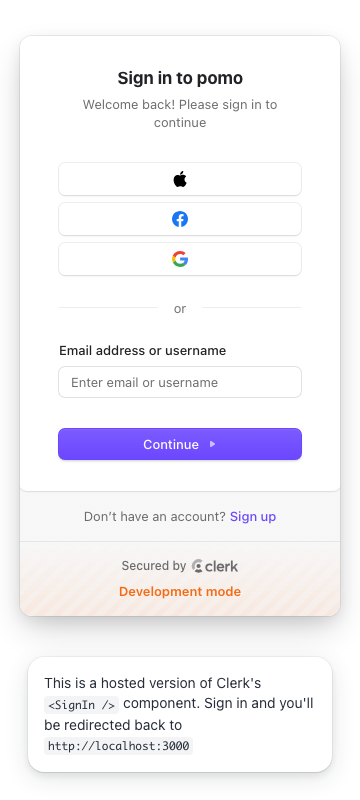 Sign in to pomo
Welcome back! Please sign in to
continue
or
Email address or username
Enter email or username
Continue
Don’t have an account? Sign up
Secured by clerk
Development mode
This is a hosted version of Clerk's
<SignIn /> component. Sign in and you'll
be redirected back to
http://localhost:3000